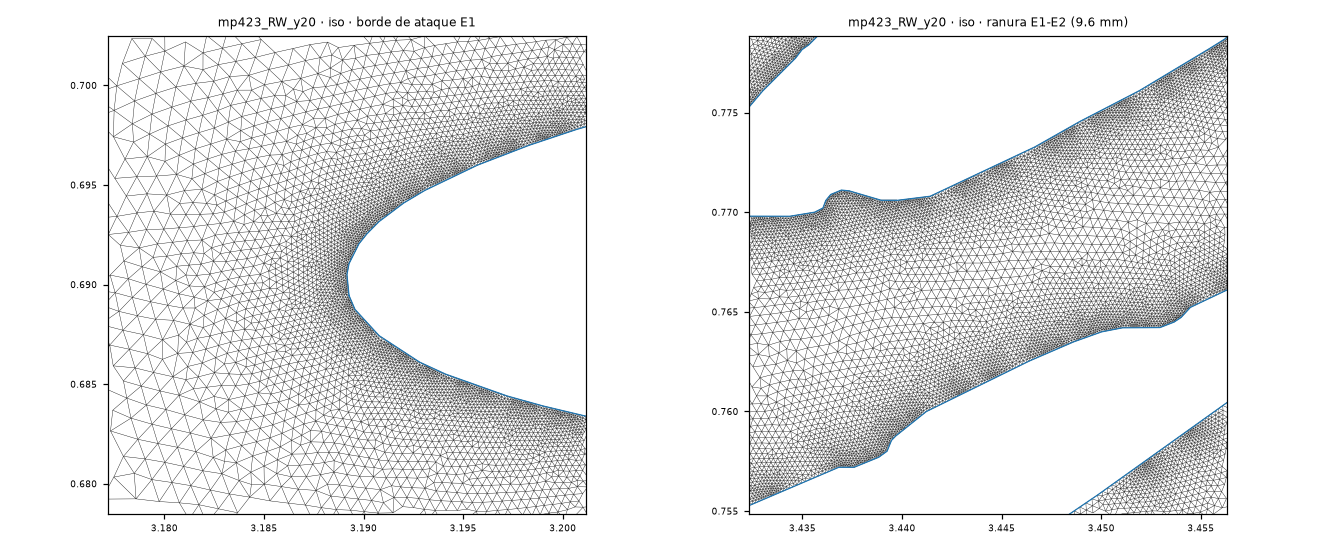 mp423_RW_y20 · iso · borde de ataque E1
0.700
0.695
0.690
0.685
0.680
3.180 3.185 3.190 3.195 3.200
mp423_RW_y20 · iso · ranura E1-E2 (9.6 mm)
0.775
0.770
0.765
0.760
0.755
3.435 3.440 3.445 3.450 3.455